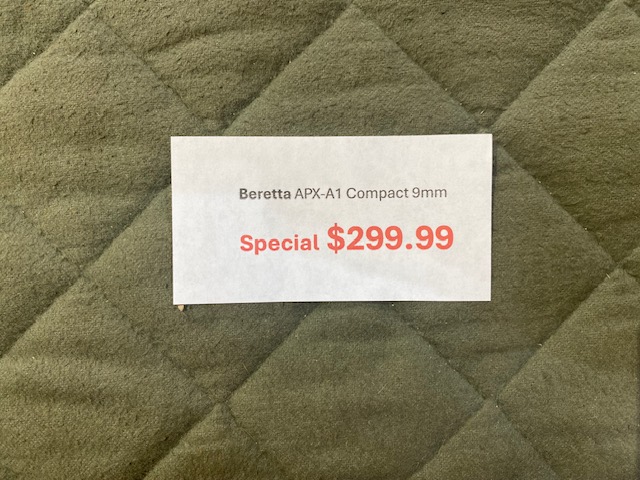 Beretta APX-A1 Compact 9mm
Special $299.99